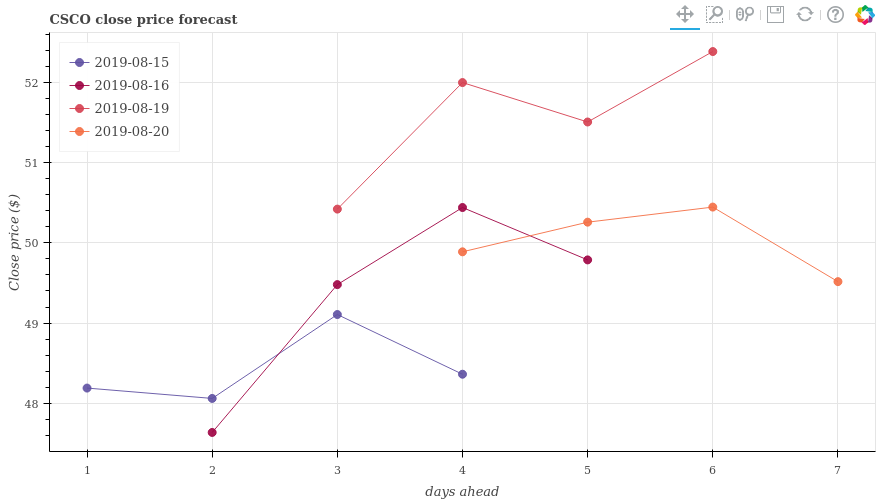 CSCO close price forecast
2019-08-15
2019-08-16
2019-08-19
2019-08-20
Close price ($)
52
51
50
49
48
1 2 3 4 5 6 7
days ahead